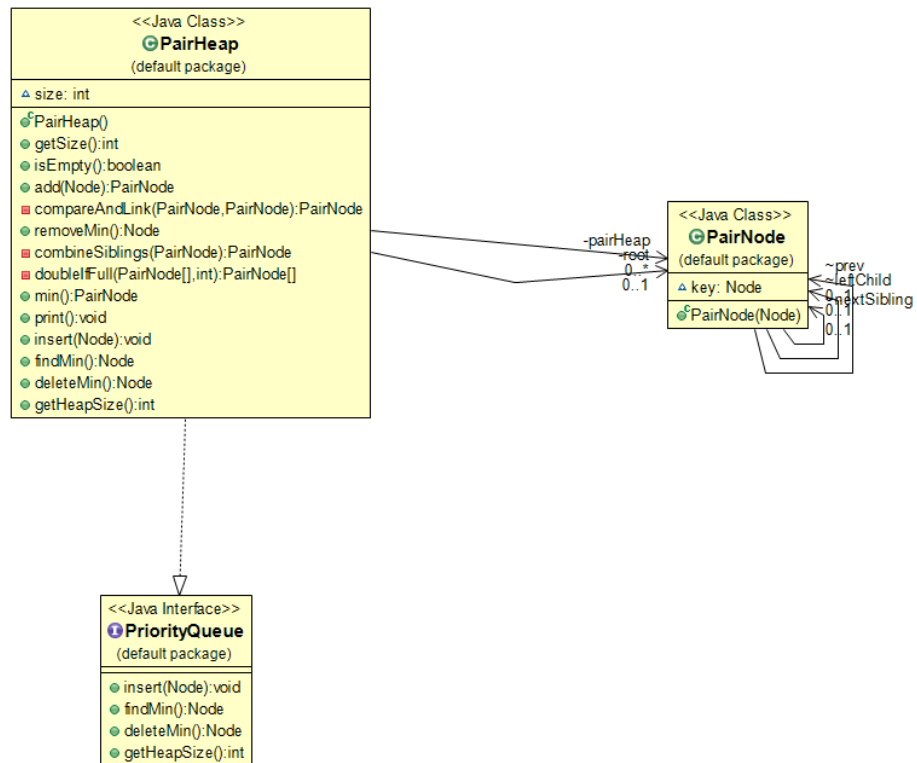 <<Java Class>>
PairHeap
(default package)
size: int
PairHeap()
getSize():int
isEmpty():boolean
add(Node):PairNode
compareAndLink(PairNode,PairNode):PairNode
removeMin():Node
combineSiblings(PairNode):PairNode
doubleIfFull(PairNode[],int):PairNode[]
min():PairNode
print():void
insert(Node):void
findMin():Node
deleteMin():Node
getHeapSize():int
-pairHeap
-root
0..*
0..1
<<Java Class>>
PairNode
(default package)
key: Node
PairNode(Node)
~prev
~leftChild
0..1
~nextSibling
0..1
0..1
<<Java Interface>>
PriorityQueue
(default package)
insert(Node):void
findMin():Node
deleteMin():Node
getHeapSize():int